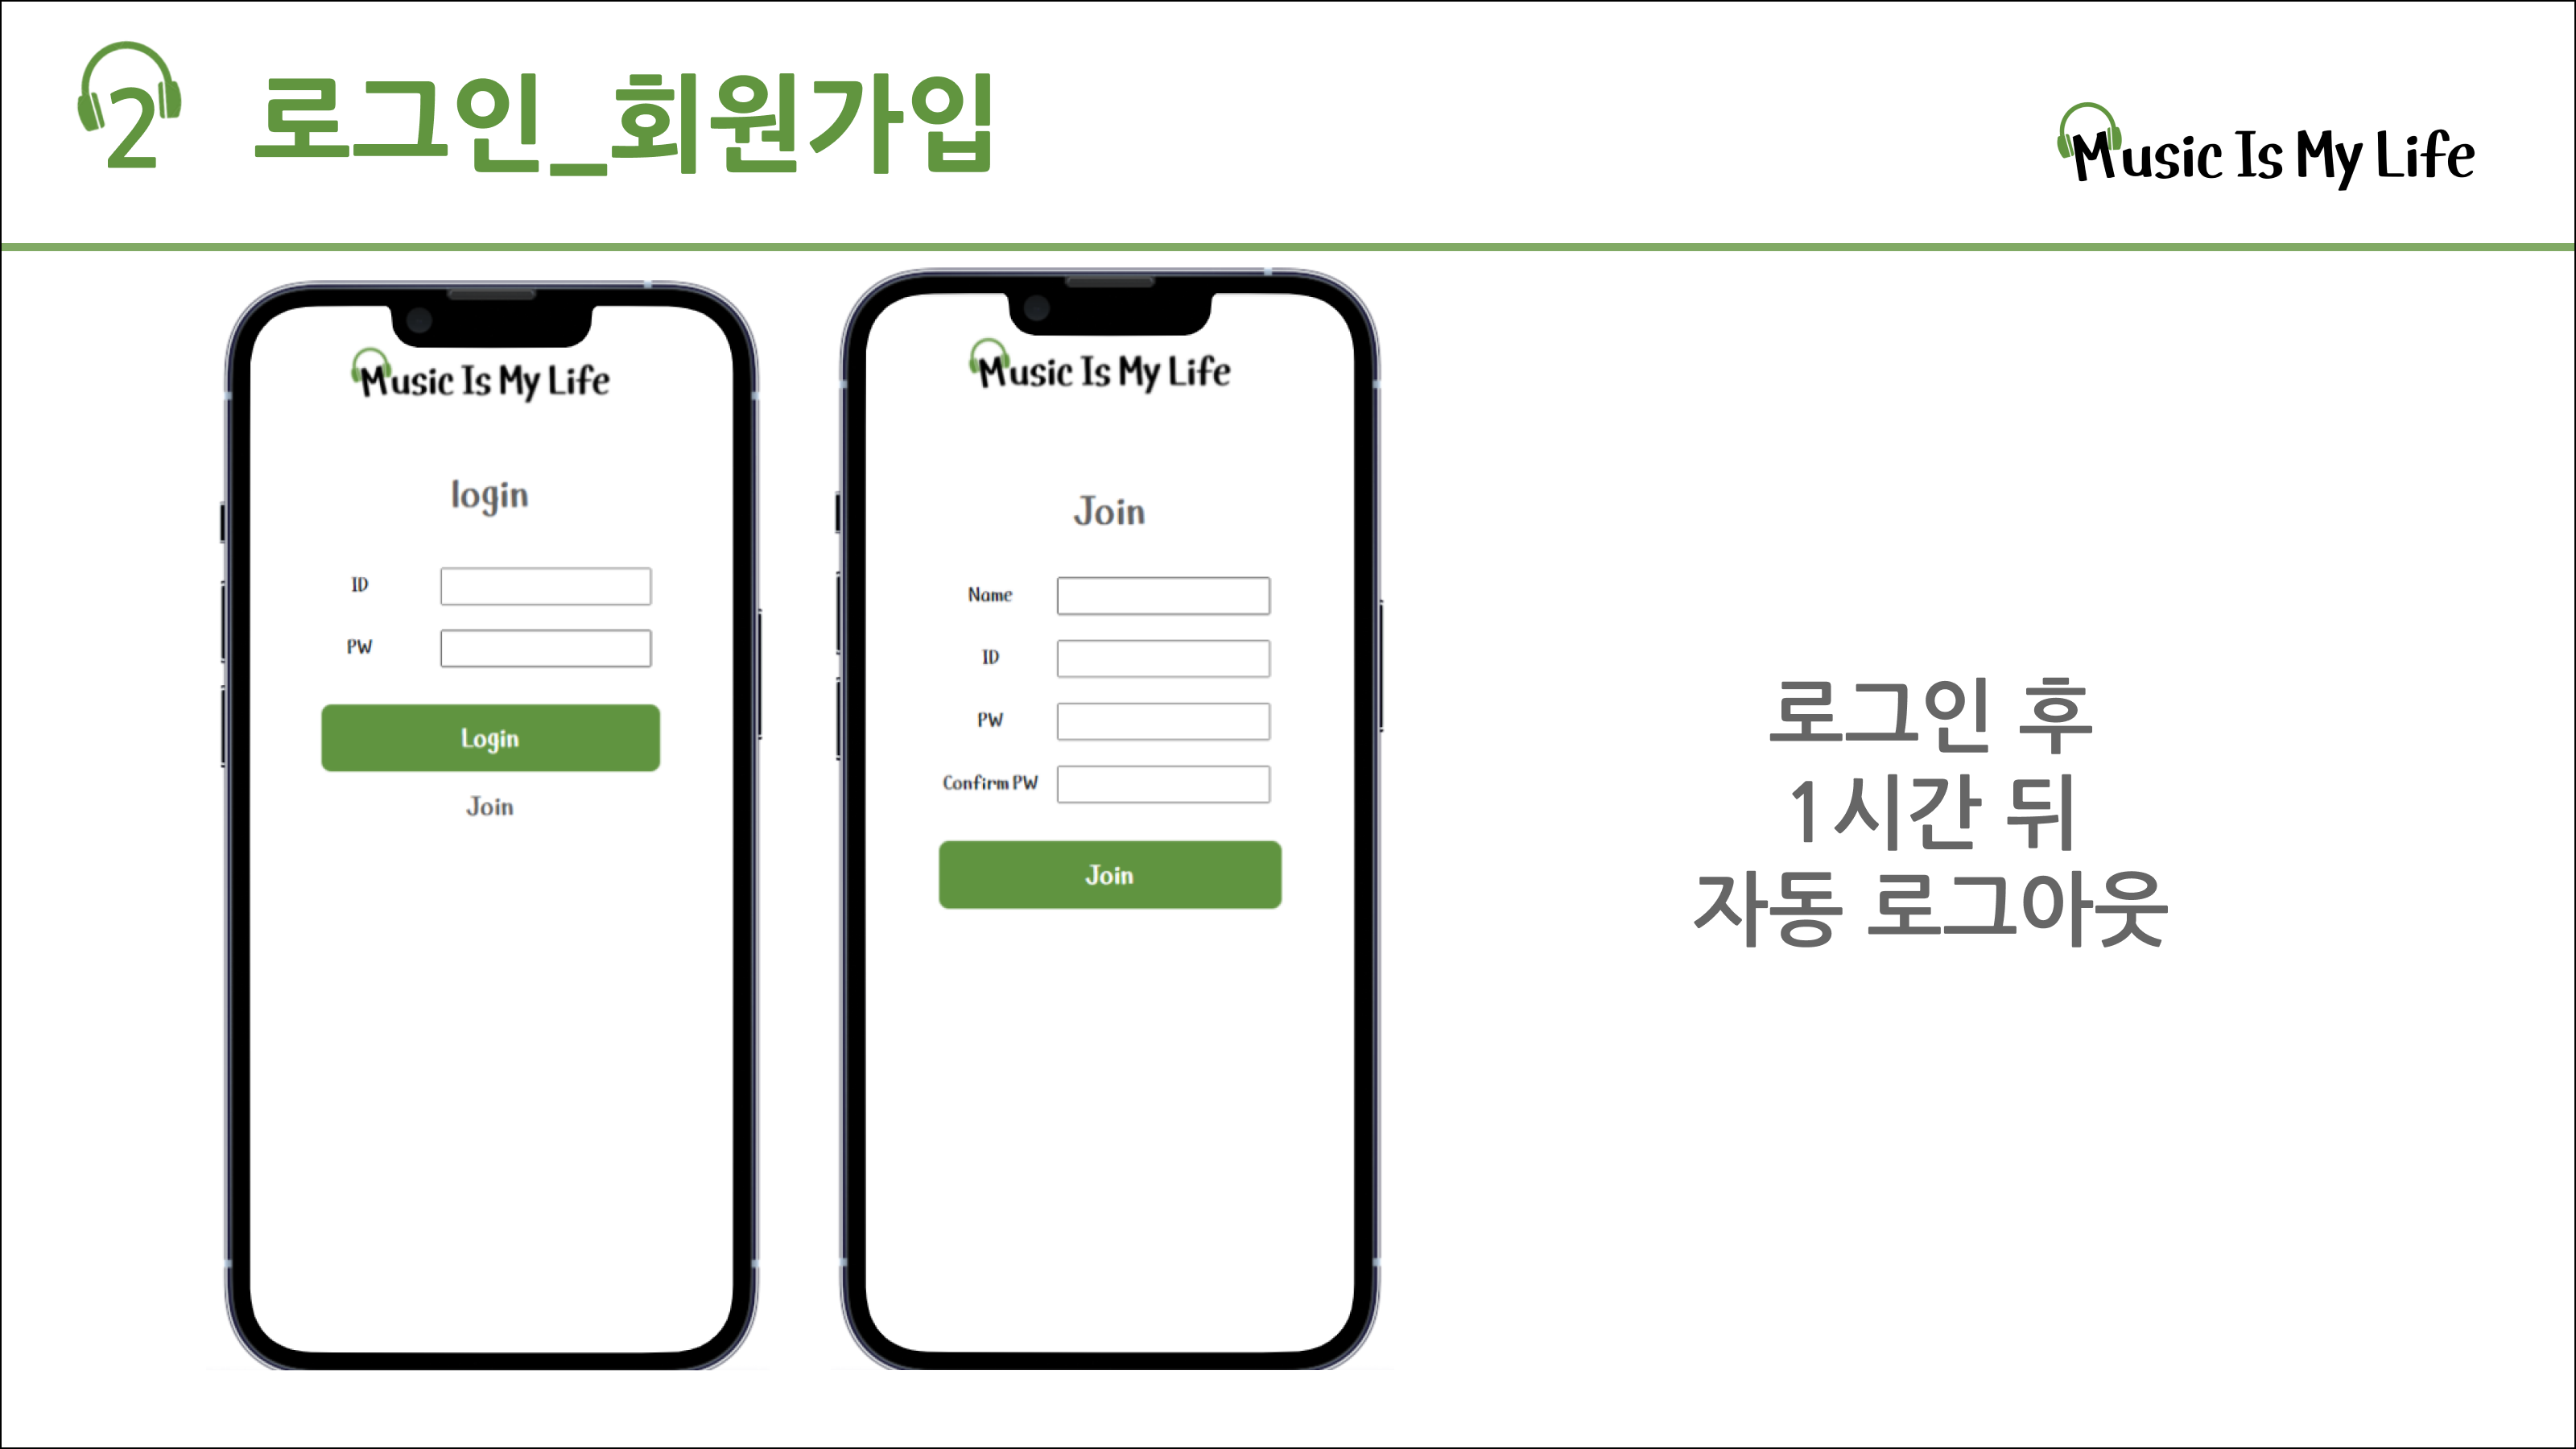 2 로그인_회원가입
Music Is My Life
Music Is My Life
login
ID
PW
Login
Join
Music Is My Life
Join
Name
ID
PW
Confirm PW
Join
로그인 후
1시간 뒤
자동 로그아웃